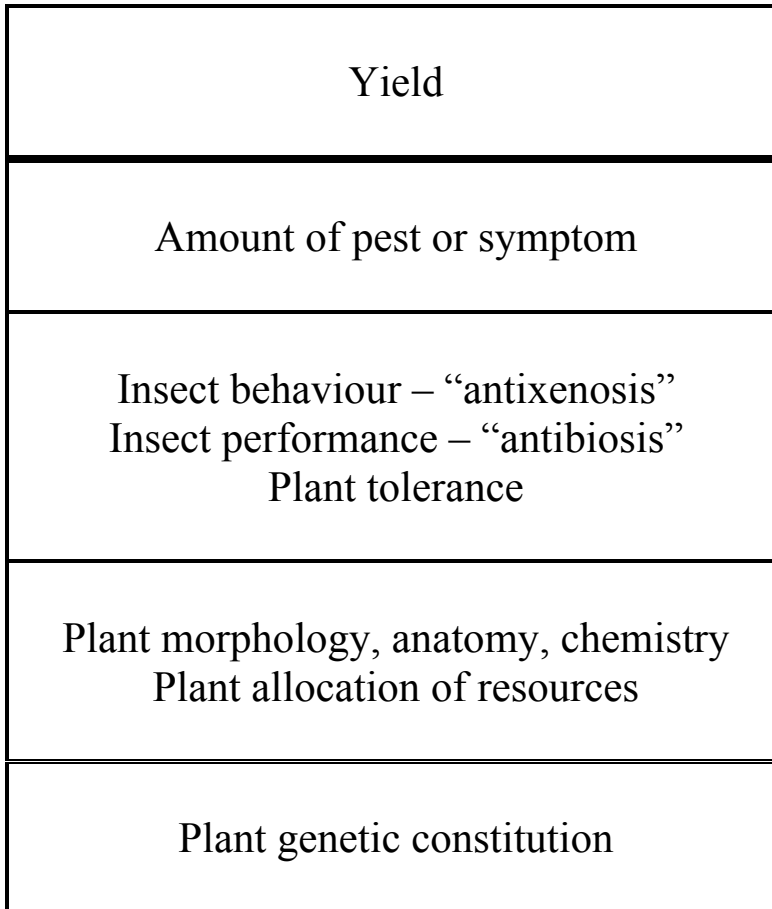 Yield
Amount of pest or symptom
Insect behaviour – “antixenosis”
Insect performance – “antibiosis”
Plant tolerance
Plant morphology, anatomy, chemistry
Plant allocation of resources
Plant genetic constitution